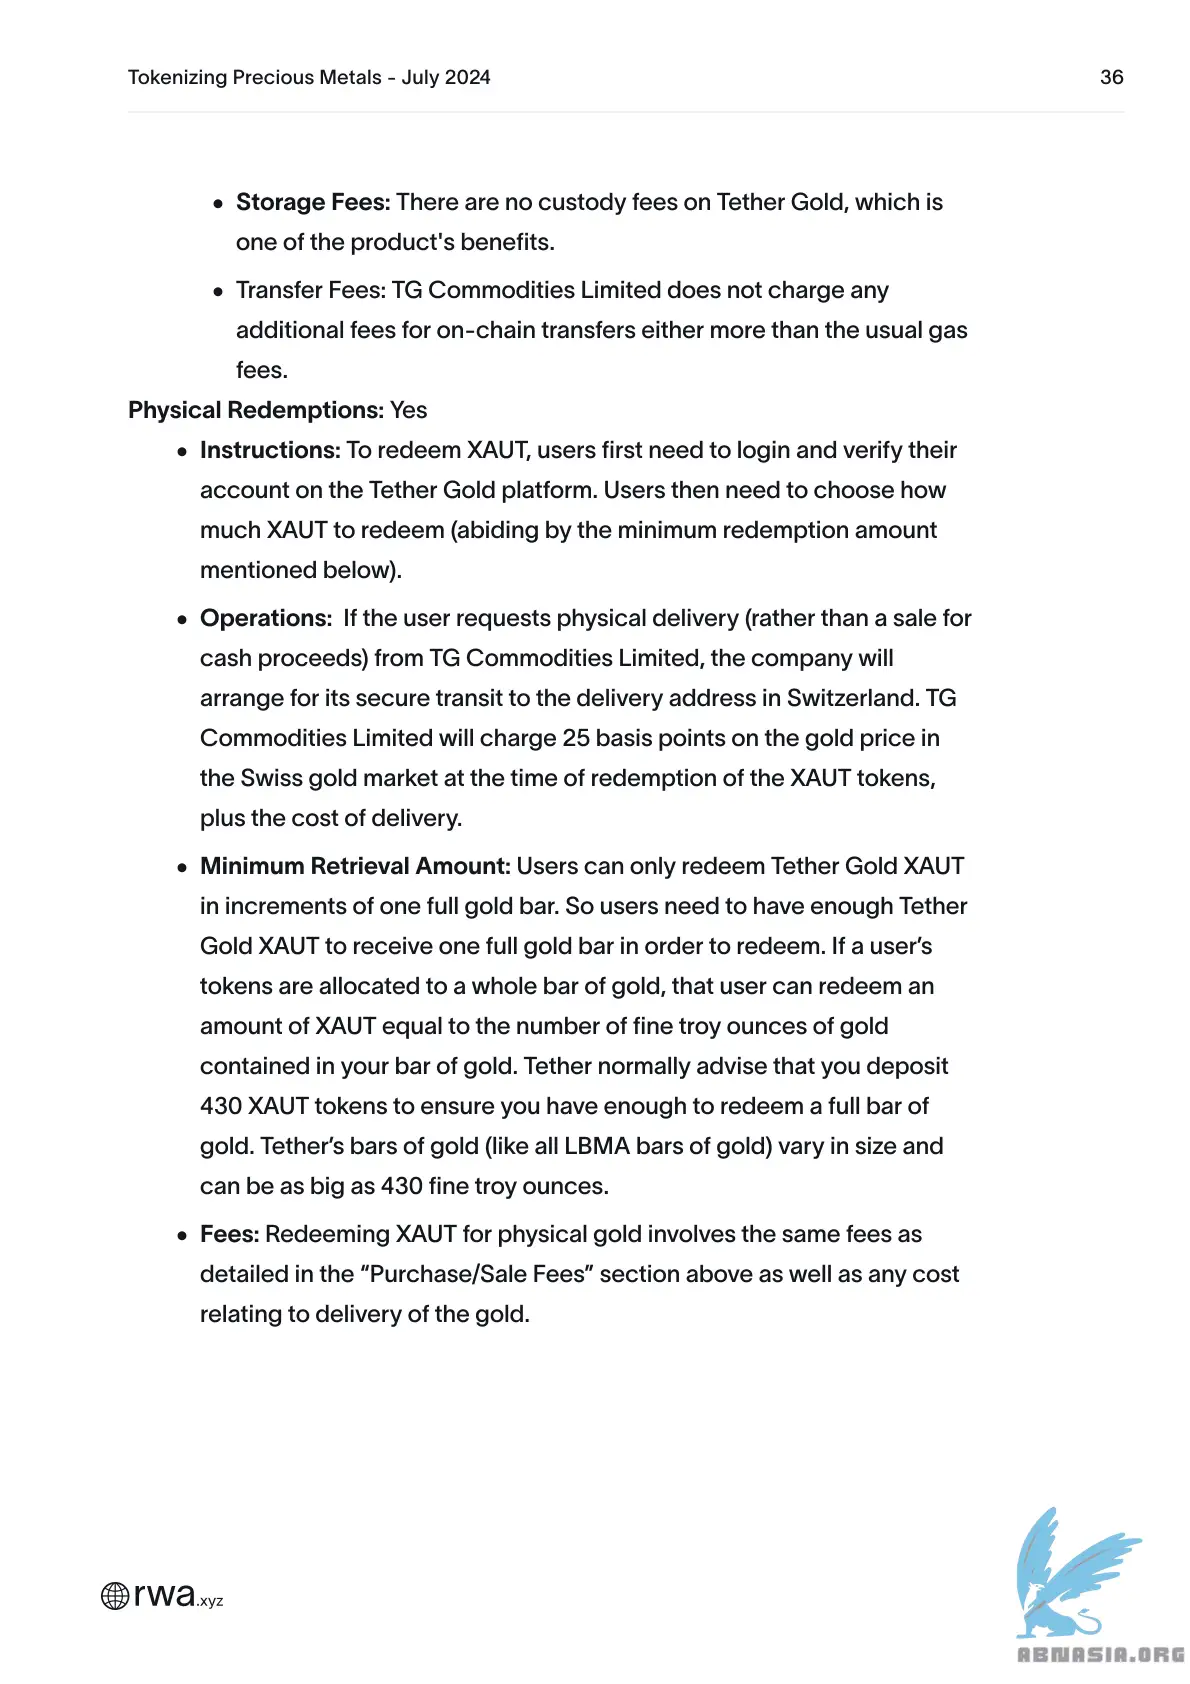 Tokenizing Precious Metals - July 2024 36
• Storage Fees: There are no custody fees on Tether Gold, which is
one of the product's benefits.
• Transfer Fees: TG Commodities Limited does not charge any
additional fees for on-chain transfers either more than the usual gas
fees.
Physical Redemptions: Yes
• Instructions: To redeem XAUT, users first need to login and verify their
account on the Tether Gold platform. Users then need to choose how
much XAUT to redeem (abiding by the minimum redemption amount
mentioned below).
• Operations: If the user requests physical delivery (rather than a sale for
cash proceeds) from TG Commodities Limited, the company will
arrange for its secure transit to the delivery address in Switzerland. TG
Commodities Limited will charge 25 basis points on the gold price in
the Swiss gold market at the time of redemption of the XAUT tokens,
plus the cost of delivery.
• Minimum Retrieval Amount: Users can only redeem Tether Gold XAUT
in increments of one full gold bar. So users need to have enough Tether
Gold XAUT to receive one full gold bar in order to redeem. If a user’s
tokens are allocated to a whole bar of gold, that user can redeem an
amount of XAUT equal to the number of fine troy ounces of gold
contained in your bar of gold. Tether normally advise that you deposit
430 XAUT tokens to ensure you have enough to redeem a full bar of
gold. Tether’s bars of gold (like all LBMA bars of gold) vary in size and
can be as big as 430 fine troy ounces.
• Fees: Redeeming XAUT for physical gold involves the same fees as
detailed in the “Purchase/Sale Fees” section above as well as any cost
relating to delivery of the gold.
rwa.xyz
ABNASIA.ORG